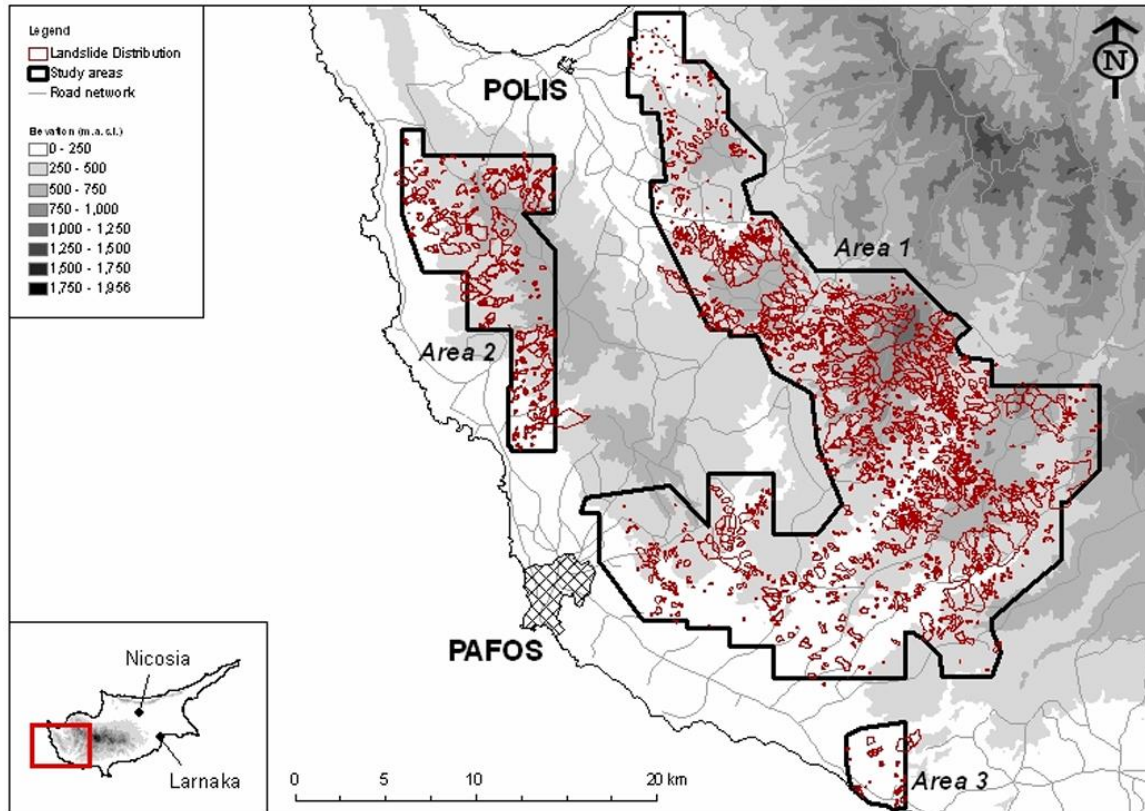 Legend
Landslide Distribution
Study areas
Road network
Elevation (m.a.s.l.)
0 - 250
250 - 500
500 - 750
750 - 1,000
1,000 - 1,250
1,250 - 1,500
1,500 - 1,750
1,750 - 1,956
POLIS
N
Area 1
Area 2
PAFOS
Nicosia
Larnaka
0 5 10 20 km
Area 3